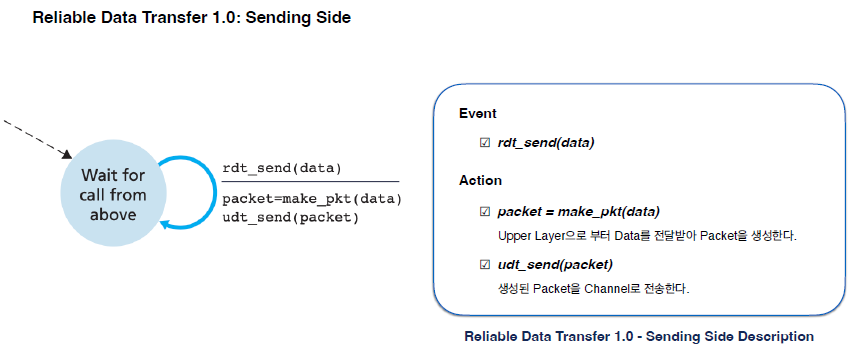 Reliable Data Transfer 1.0: Sending Side
Wait for
call from
above
rdt_send(data)
packet=make_pkt(data)
udt_send(packet)
Event
☑ rdt_send(data)
Action
☑ packet = make_pkt(data)
Upper Layer으로 부터 Data를 전달받아 Packet을 생성한다.
☑ udt_send(packet)
생성된 Packet을 Channel로 전송한다.
Reliable Data Transfer 1.0 - Sending Side Description